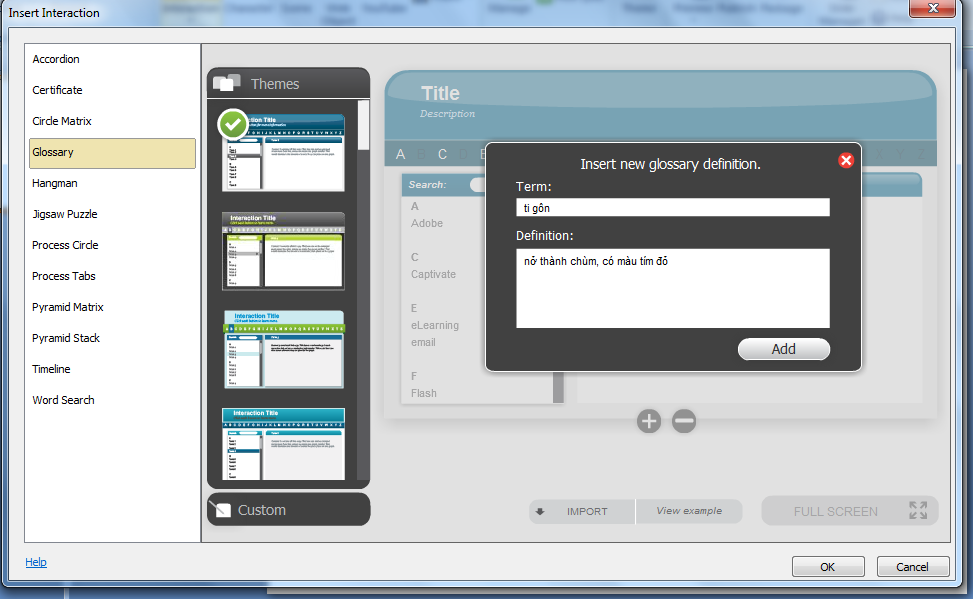 Insert Interaction
Accordion
Certificate
Circle Matrix
Glossary
Hangman
Jigsaw Puzzle
Process Circle
Process Tabs
Pyramid Matrix
Pyramid Stack
Timeline
Word Search
Themes
Interaction Title
Interaction Title
Interaction Title
Custom
Title
Description
A C
Search:
A
Adobe
C
Captivate
E
eLearning
email
F
Flash
Insert new glossary definition.
Term:
ti gôn
Definition:
nở thành chùm, có màu tím đỏ
Add
IMPORT
View example
FULL SCREEN
Help
OK
Cancel